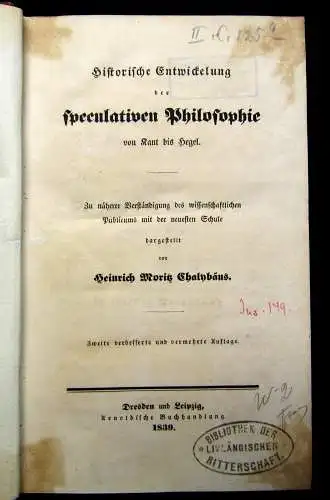 II. C. 125a
Historische Entwickelung
der
speculativen Philosophie
von Kant bis Hegel.
Zu näherer Verständigung des wissenschaftlichen
Publicums mit der neuesten Schule
dargestellt
von
Heinrich Moritz Chalybäus.
149.
Zweite verbesserte und vermehrte Auflage.
Dresden und Leipzig,
Arnoldische Buchhandlung
1839.
BIBLIOTHEK DER
LIVLÄNDISCHEN
RITTERSCHAFT.